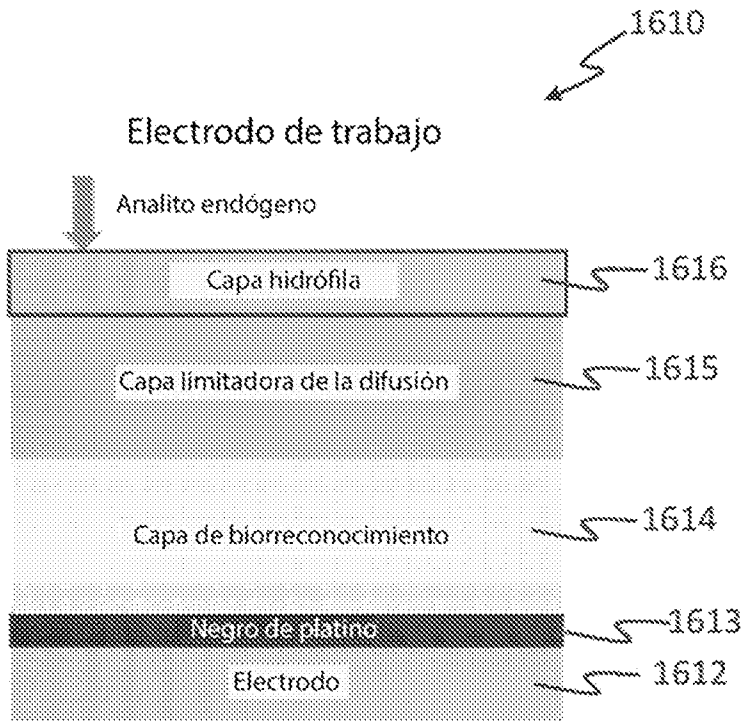 1610
Electrodo de trabajo
Analito endógeno
Capa hidrófila
1616
Capa limitadora de la difusión
1615
Capa de biorreconocimiento
1614
Negro de platino
1613
Electrodo
1612